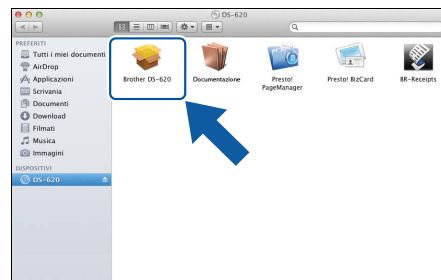 DS-620
PREFERITI
Tutti i miei documenti
AirDrop
Applicazioni
Scrivania
Documenti
Download
Filmati
Musica
Immagini
DISPOSITIVI
DS-620
Brother DS-620
Documentazione
Presto!
PageManager
Presto! BizCard
BR-Receipts